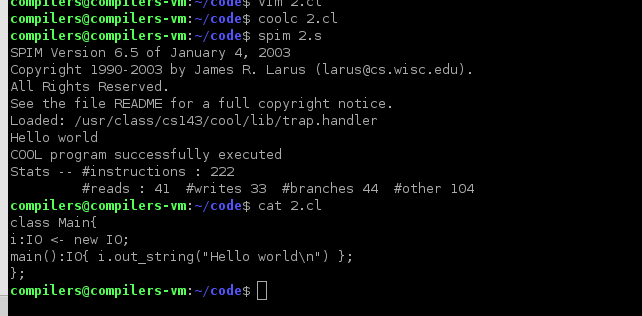 compilers@compilers-vm:~/code$ vim 2.cl
compilers@compilers-vm:~/code$ coolc 2.cl
compilers@compilers-vm:~/code$ spim 2.s
SPIM Version 6.5 of January 4, 2003
Copyright 1990-2003 by James R. Larus (larus@cs.wisc.edu).
All Rights Reserved.
See the file README for a full copyright notice.
Loaded: /usr/class/cs143/cool/lib/trap.handler
Hello world
COOL program successfully executed
Stats -- #instructions : 222
         #reads : 41  #writes 33  #branches 44  #other 104
compilers@compilers-vm:~/code$ cat 2.cl
class Main{
i:IO <- new IO;
main():IO{ i.out_string("Hello world\n") };
};
compilers@compilers-vm:~/code$